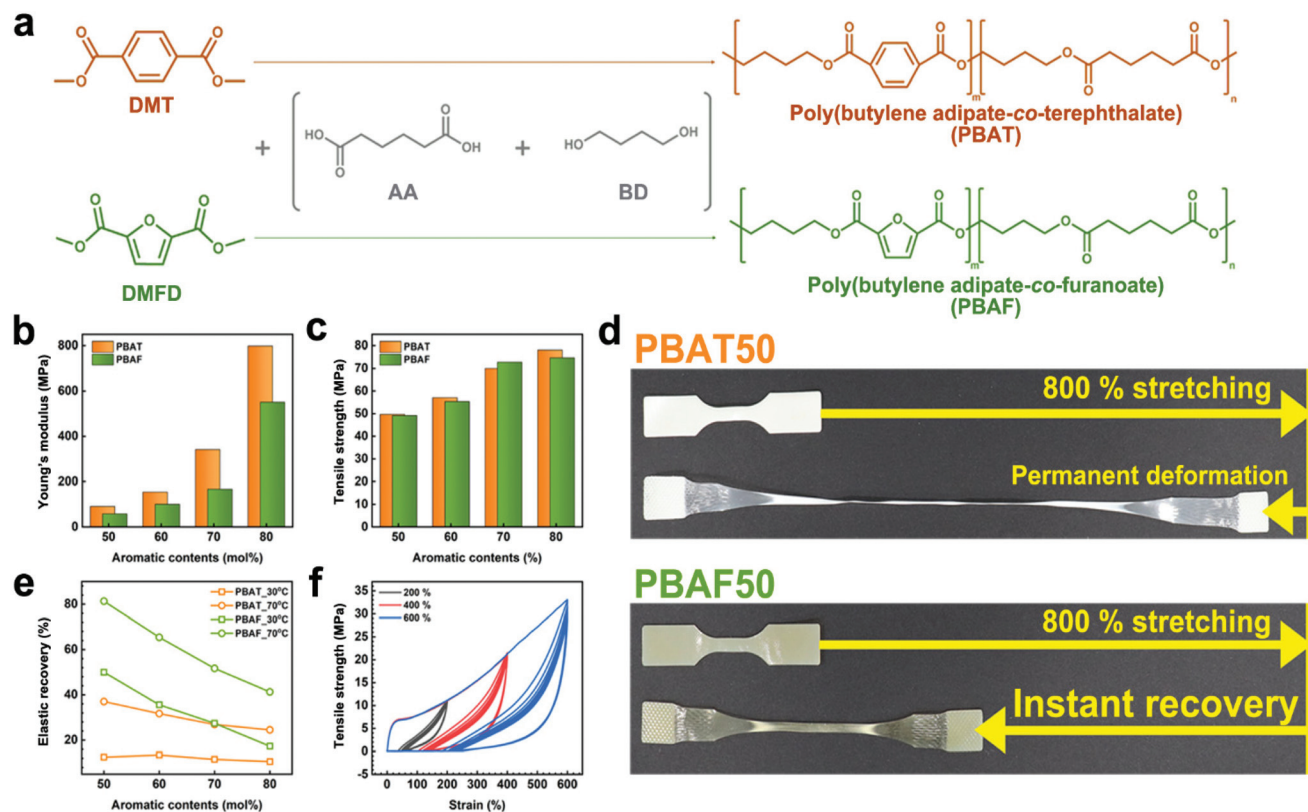 a
DMT
+
HO
O
O
OH
AA
+
HO
OH
BD
DMFD
Poly(butylene adipate-co-terephthalate)
(PBAT)
Poly(butylene adipate-co-furanoate)
(PBAF)
m
n
m
n
b
PBAT
PBAF
Young's modulus (MPa)
800
600
400
200
0
50 60 70 80
Aromatic contents (mol%)
c
PBAT
PBAF
Tensile strength (MPa)
80
70
60
50
40
30
20
10
0
50 60 70 80
Aromatic contents (%)
d
PBAT50
800 % stretching
Permanent deformation
PBAF50
800 % stretching
Instant recovery
e
PBAT_30°C
PBAT_70°C
PBAF_30°C
PBAF_70°C
Elastic recovery (%)
80
60
40
20
50 60 70 80
Aromatic contents (mol%)
f
200 %
400 %
600 %
Tensile strength (MPa)
35
30
25
20
15
10
5
0
-5
0 100 200 300 400 500 600
Strain (%)